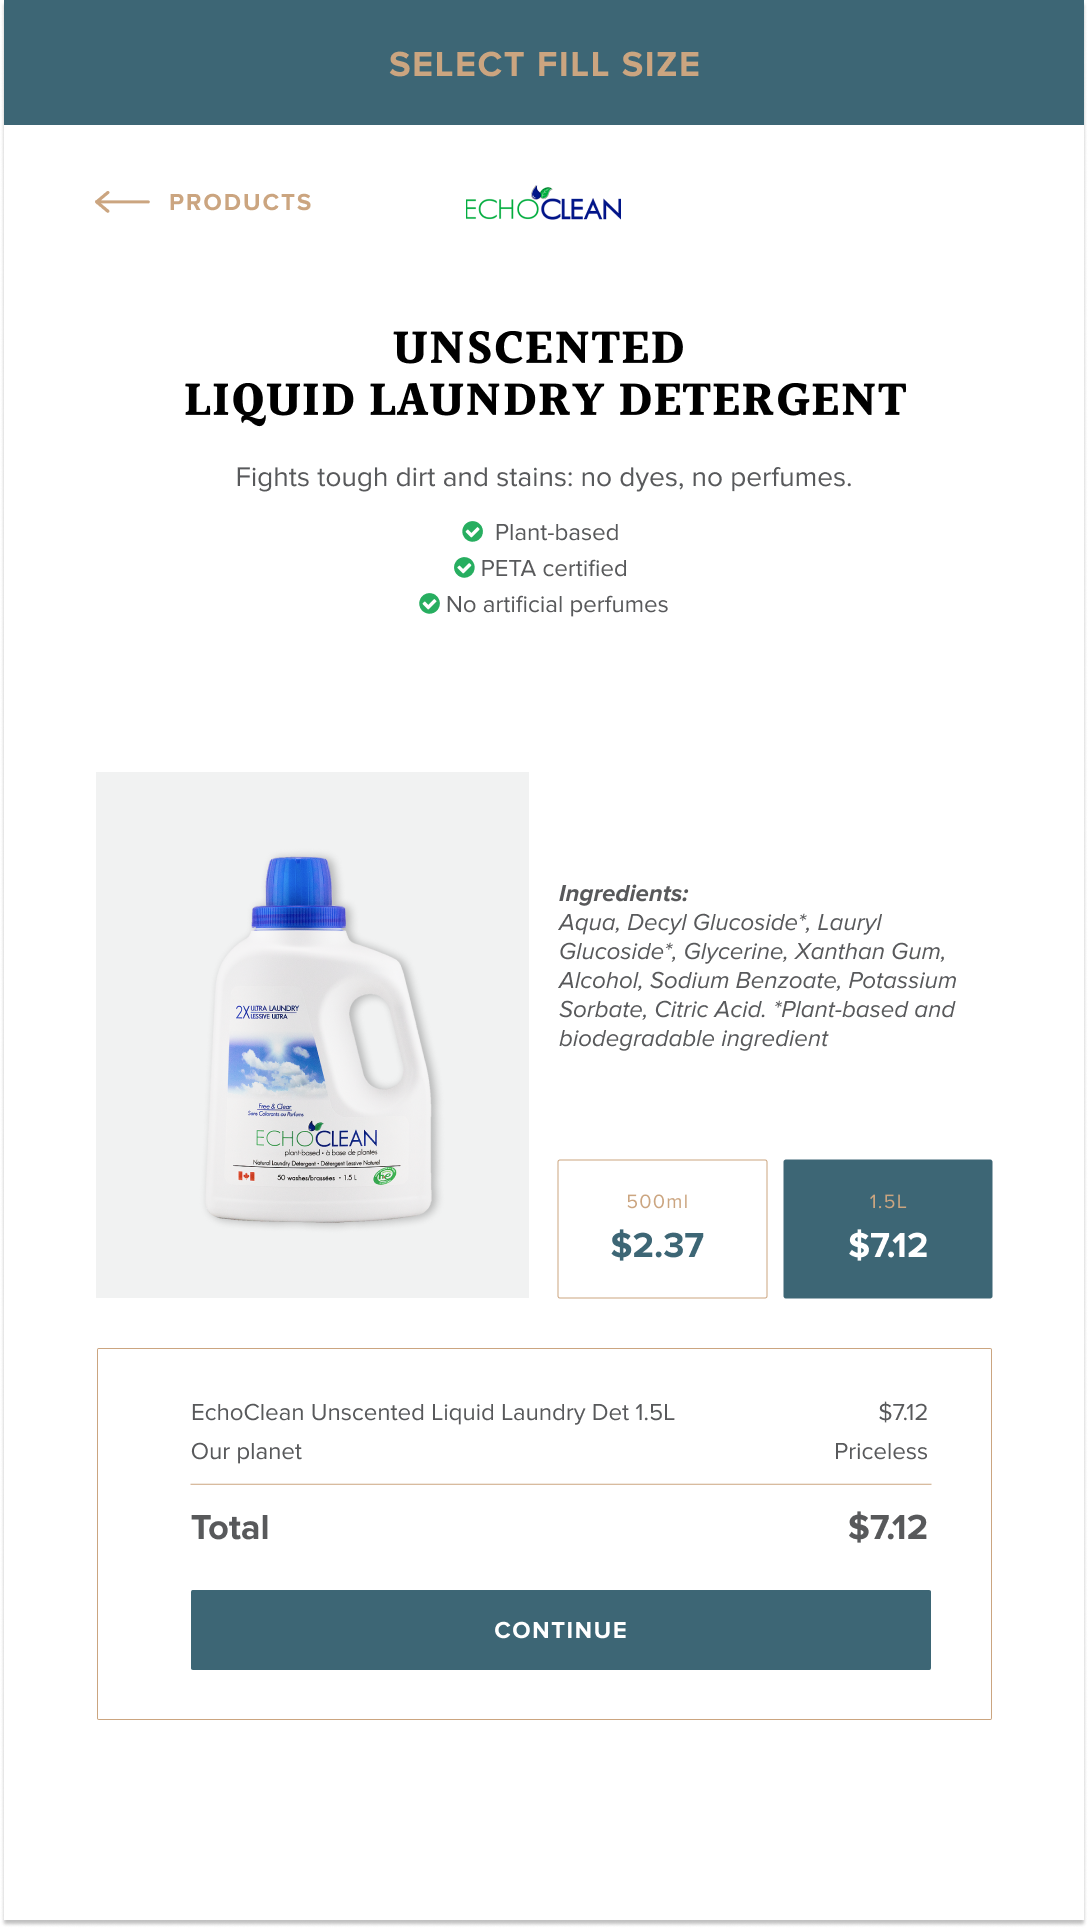 SELECT FILL SIZE
PRODUCTS
ECHOCLEAN
UNSCENTED
LIQUID LAUNDRY DETERGENT
Fights tough dirt and stains: no dyes, no perfumes.
Plant-based
PETA certified
No artificial perfumes
2X ULTRA LAUNDRY
LESSIVE ULTRA
Free & Clear
Sans Colorants ou Parfums
ECHOCLEAN
plant-based • à base de plantes
Natural Laundry Detergent • Détergent Lessive Naturel
50 washes/brassées • 1.5 L
he
Ingredients:
Aqua, Decyl Glucoside*, Lauryl
Glucoside*, Glycerine, Xanthan Gum,
Alcohol, Sodium Benzoate, Potassium
Sorbate, Citric Acid. *Plant-based and
biodegradable ingredient
500ml
$2.37
1.5L
$7.12
EchoClean Unscented Liquid Laundry Det 1.5L $7.12
Our planet Priceless
Total $7.12
CONTINUE